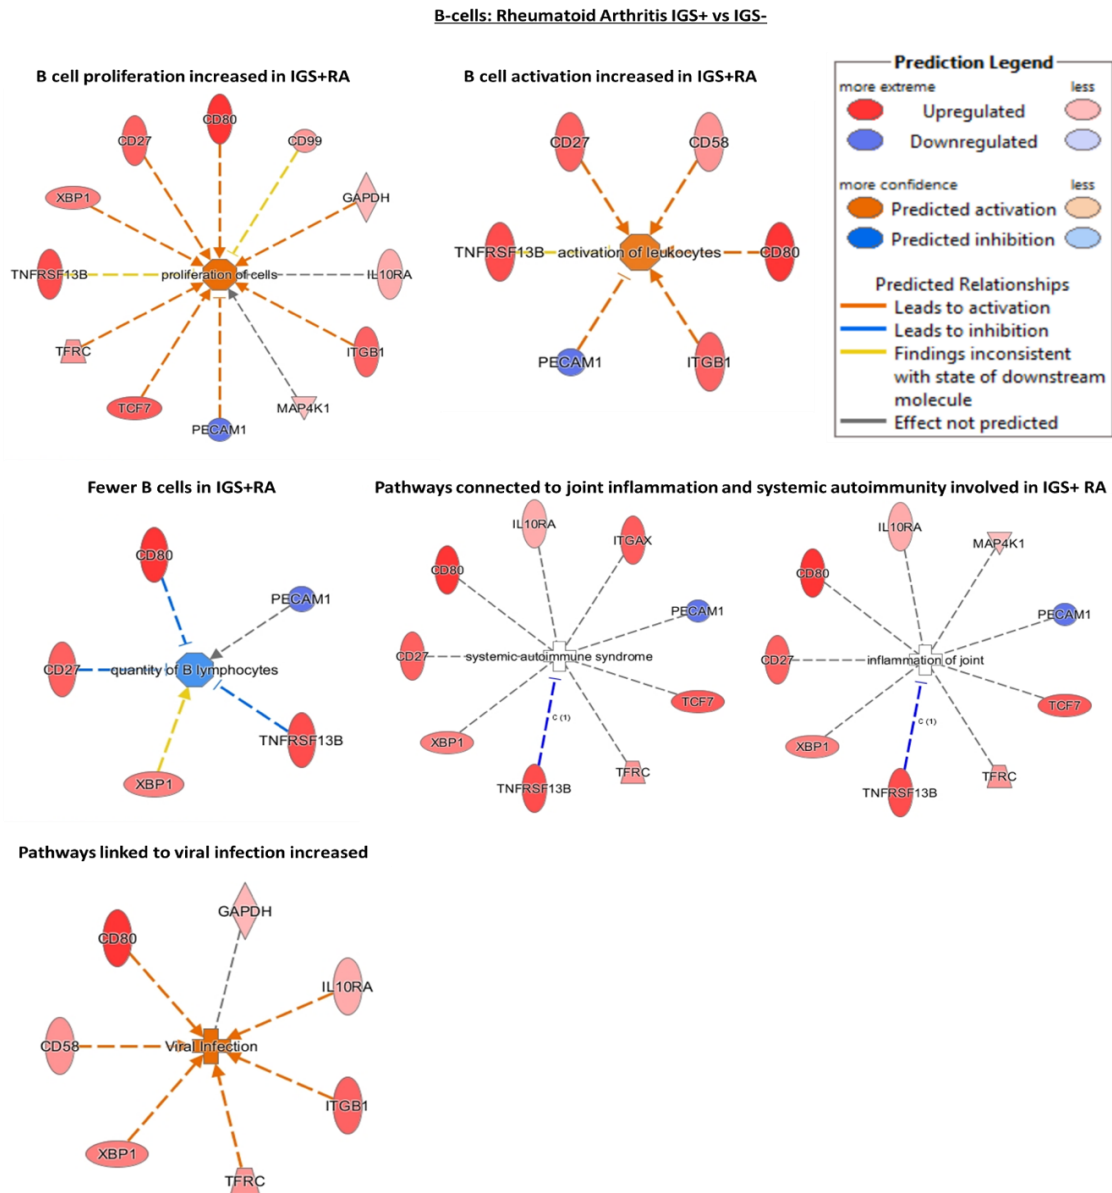 B-cells: Rheumatoid Arthritis IGS+ vs IGS-
B cell proliferation increased in IGS+RA
CD80
CD27
CD99
XBP1
GAPDH
TNFRSF13B
proliferation of cells
IL10RA
TFRC
ITGB1
TCF7
MAP4K1
PECAM1
B cell activation increased in IGS+RA
CD27
CD58
TNFRSF13B
activation of leukocytes
CD80
PECAM1
ITGB1
Prediction Legend
more extreme
less
Upregulated
Downregulated
more confidence
less
Predicted activation
Predicted inhibition
Predicted Relationships
Leads to activation
Leads to inhibition
Findings inconsistent
with state of downstream
molecule
Effect not predicted
Fewer B cells in IGS+RA
CD80
PECAM1
CD27
quantity of B lymphocytes
TNFRSF13B
XBP1
Pathways connected to joint inflammation and systemic autoimmunity involved in IGS+ RA
IL10RA
ITGAX
CD80
PECAM1
CD27
systemic autoimmune syndrome
TCF7
C (1)
XBP1
TFRC
TNFRSF13B
IL10RA
MAP4K1
CD80
PECAM1
CD27
inflammation of joint
TCF7
C (1)
XBP1
TFRC
TNFRSF13B
Pathways linked to viral infection increased
GAPDH
CD80
IL10RA
CD58
Viral Infection
ITGB1
XBP1
TFRC